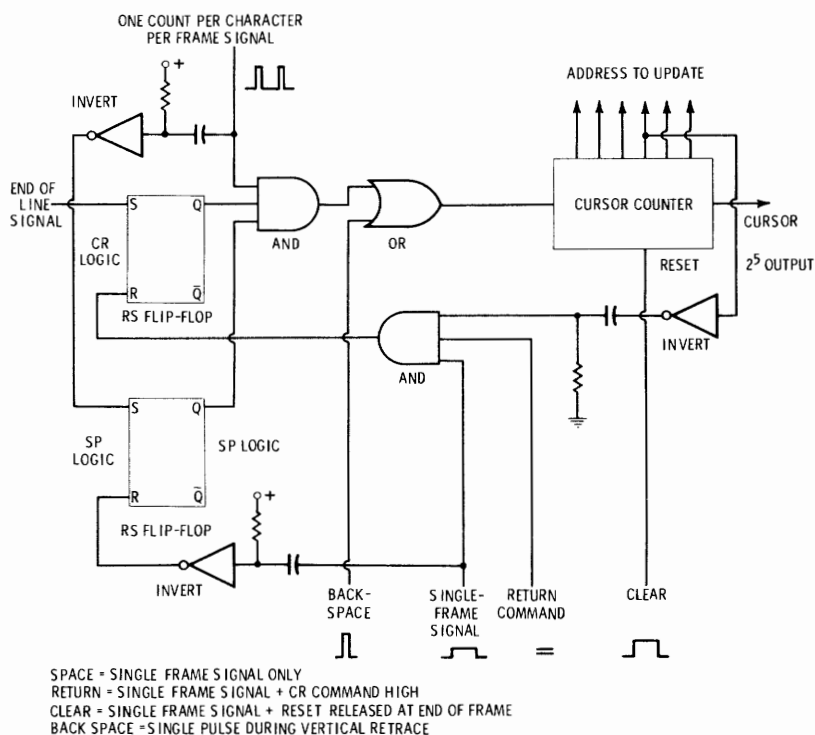 ONE COUNT PER CHARACTER
PER FRAME SIGNAL
+
INVERT
ADDRESS TO UPDATE
END OF
LINE
SIGNAL
S
Q
CR
LOGIC
R
Q̅
RS FLIP-FLOP
AND
OR
CURSOR COUNTER
CURSOR
RESET
2⁵ OUTPUT
INVERT
AND
S
Q
SP
LOGIC
SP LOGIC
R
Q̅
RS FLIP-FLOP
+
INVERT
BACK-
SPACE
SINGLE-
FRAME
SIGNAL
RETURN
COMMAND
=
CLEAR
SPACE = SINGLE FRAME SIGNAL ONLY
RETURN = SINGLE FRAME SIGNAL + CR COMMAND HIGH
CLEAR = SINGLE FRAME SIGNAL + RESET RELEASED AT END OF FRAME
BACK SPACE = SINGLE PULSE DURING VERTICAL RETRACE